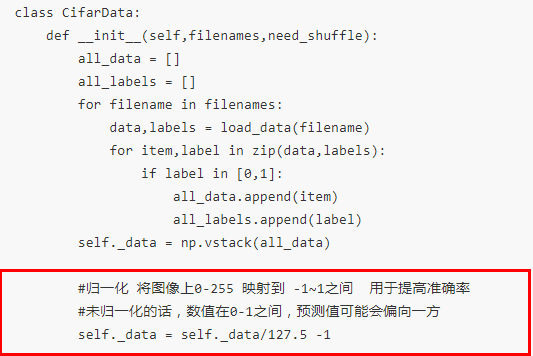 class CifarData:
    def __init__(self,filenames,need_shuffle):
        all_data = []
        all_labels = []
        for filename in filenames:
            data,labels = load_data(filename)
            for item,label in zip(data,labels):
                if label in [0,1]:
                    all_data.append(item)
                    all_labels.append(label)
        self._data = np.vstack(all_data)
        #归一化 将图像上0-255 映射到 -1~1之间  用于提高准确率
        #未归一化的话，数值在0-1之间，预测值可能会偏向一方
        self._data = self._data/127.5 -1